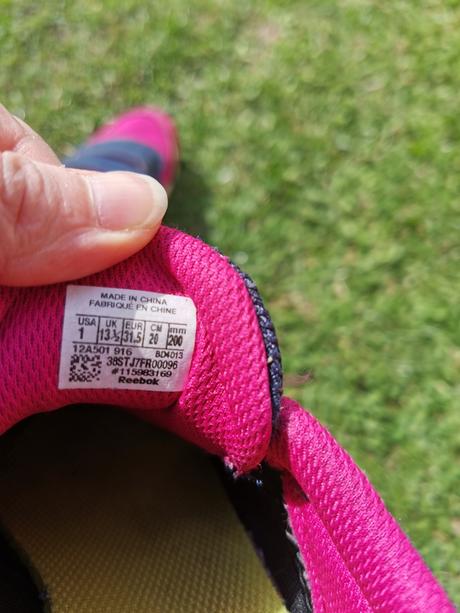 MADE IN CHINA
FABRIQUÉ EN CHINE
USA UK EUR CM mm
1 13½ 31.5 20 200
12A501 916 BD4013
38STJ7FR00096
#115983169
Reebok